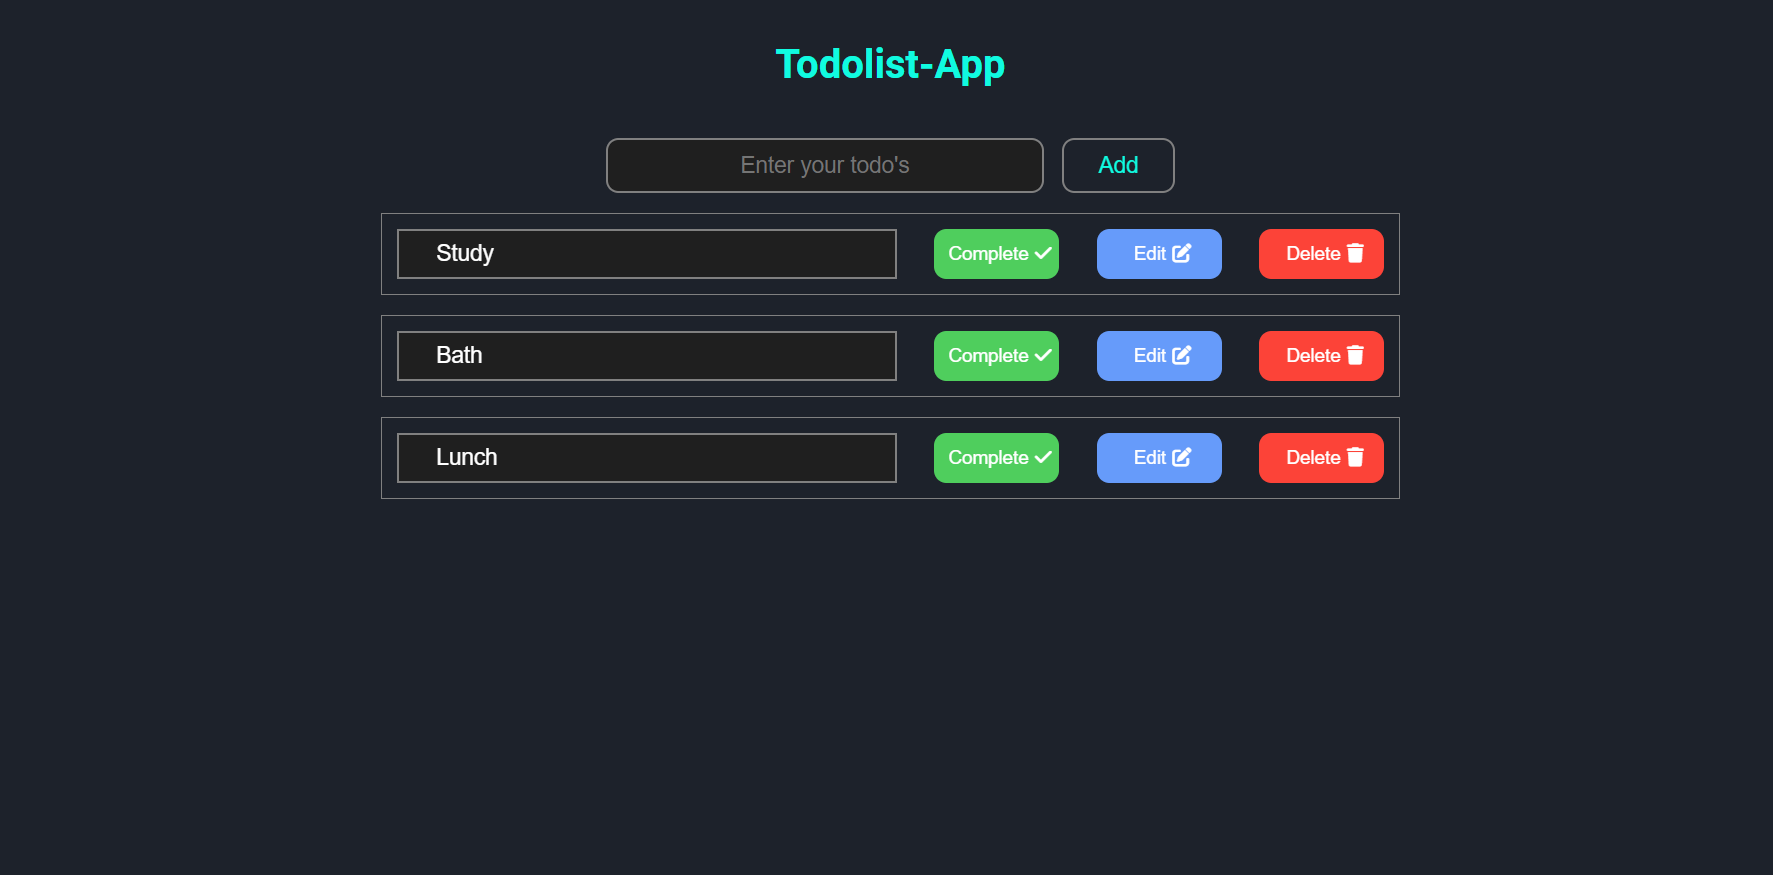 Todolist-App
Enter your todo's Add
Study Complete Edit Delete
Bath Complete Edit Delete
Lunch Complete Edit Delete